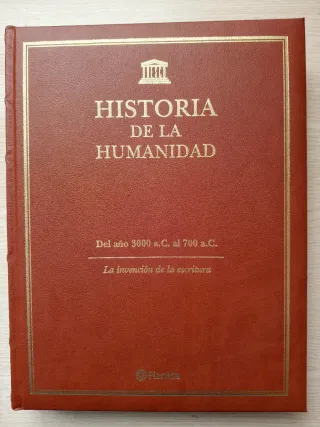 HISTORIA
DE LA
HUMANIDAD
Del año 3000 a.C. al 700 a.C.
La invención de la escritura
Planeta